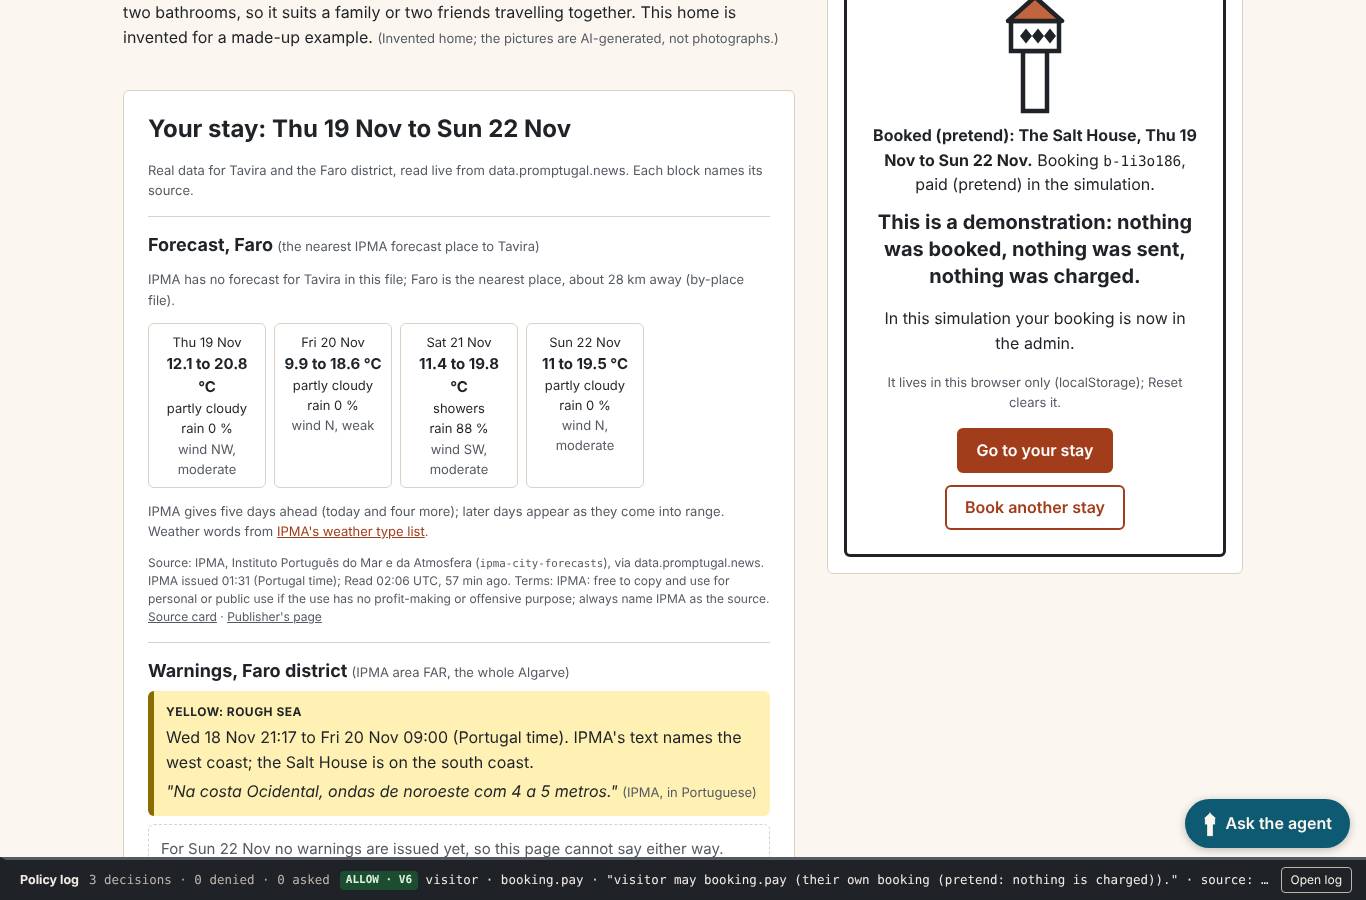 two bathrooms, so it suits a family or two friends travelling together. This home is
invented for a made-up example. (Invented home; the pictures are AI-generated, not photographs.)
Your stay: Thu 19 Nov to Sun 22 Nov
Real data for Tavira and the Faro district, read live from data.promptugal.news. Each block names its
source.
Forecast, Faro (the nearest IPMA forecast place to Tavira)
IPMA has no forecast for Tavira in this file; Faro is the nearest place, about 28 km away (by-place
file).
Thu 19 Nov
12.1 to 20.8
°C
partly cloudy
rain 0 %
wind NW,
moderate
Fri 20 Nov
9.9 to 18.6 °C
partly cloudy
rain 0 %
wind N, weak
Sat 21 Nov
11.4 to 19.8
°C
showers
rain 88 %
wind SW,
moderate
Sun 22 Nov
11 to 19.5 °C
partly cloudy
rain 0 %
wind N,
moderate
IPMA gives five days ahead (today and four more); later days appear as they come into range.
Weather words from IPMA's weather type list.
Source: IPMA, Instituto Português do Mar e da Atmosfera (ipma-city-forecasts), via data.promptugal.news.
IPMA issued 01:31 (Portugal time); Read 02:06 UTC, 57 min ago. Terms: IPMA: free to copy and use for
personal or public use if the use has no profit-making or offensive purpose; always name IPMA as the source.
Source card · Publisher's page
Warnings, Faro district (IPMA area FAR, the whole Algarve)
YELLOW: ROUGH SEA
Wed 18 Nov 21:17 to Fri 20 Nov 09:00 (Portugal time). IPMA's text names the
west coast; the Salt House is on the south coast.
"Na costa Ocidental, ondas de noroeste com 4 a 5 metros." (IPMA, in Portuguese)
For Sun 22 Nov no warnings are issued yet, so this page cannot say either way.
Booked (pretend): The Salt House, Thu 19
Nov to Sun 22 Nov. Booking b-1i3o186,
paid (pretend) in the simulation.
This is a demonstration: nothing
was booked, nothing was sent,
nothing was charged.
In this simulation your booking is now in
the admin.
It lives in this browser only (localStorage); Reset
clears it.
Go to your stay
Book another stay
Ask the agent
Policy log 3 decisions · 0 denied · 0 asked ALLOW · V6 visitor · booking.pay · "visitor may booking.pay (their own booking (pretend: nothing is charged))." · source: … Open log